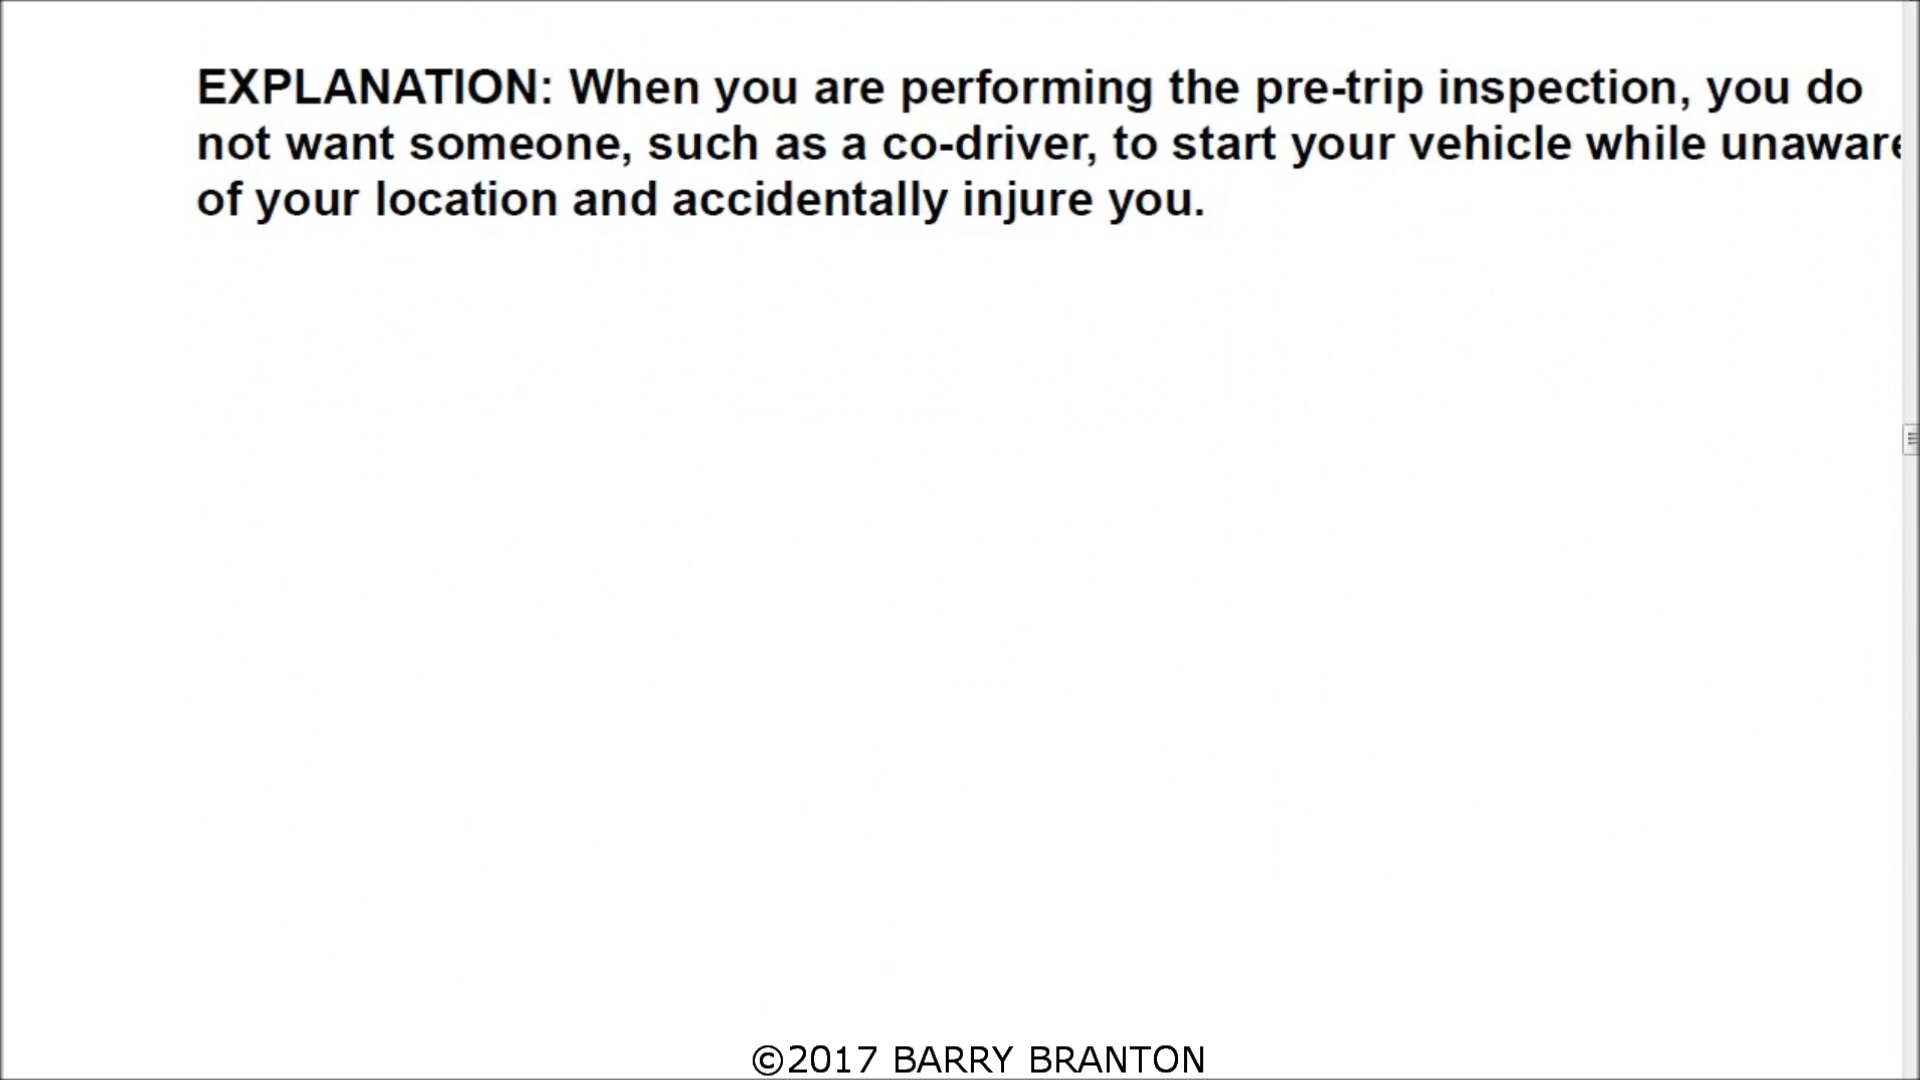 EXPLANATION: When you are performing the pre-trip inspection, you do
not want someone, such as a co-driver, to start your vehicle while unaware
of your location and accidentally injure you.
©2017 BARRY BRANTON